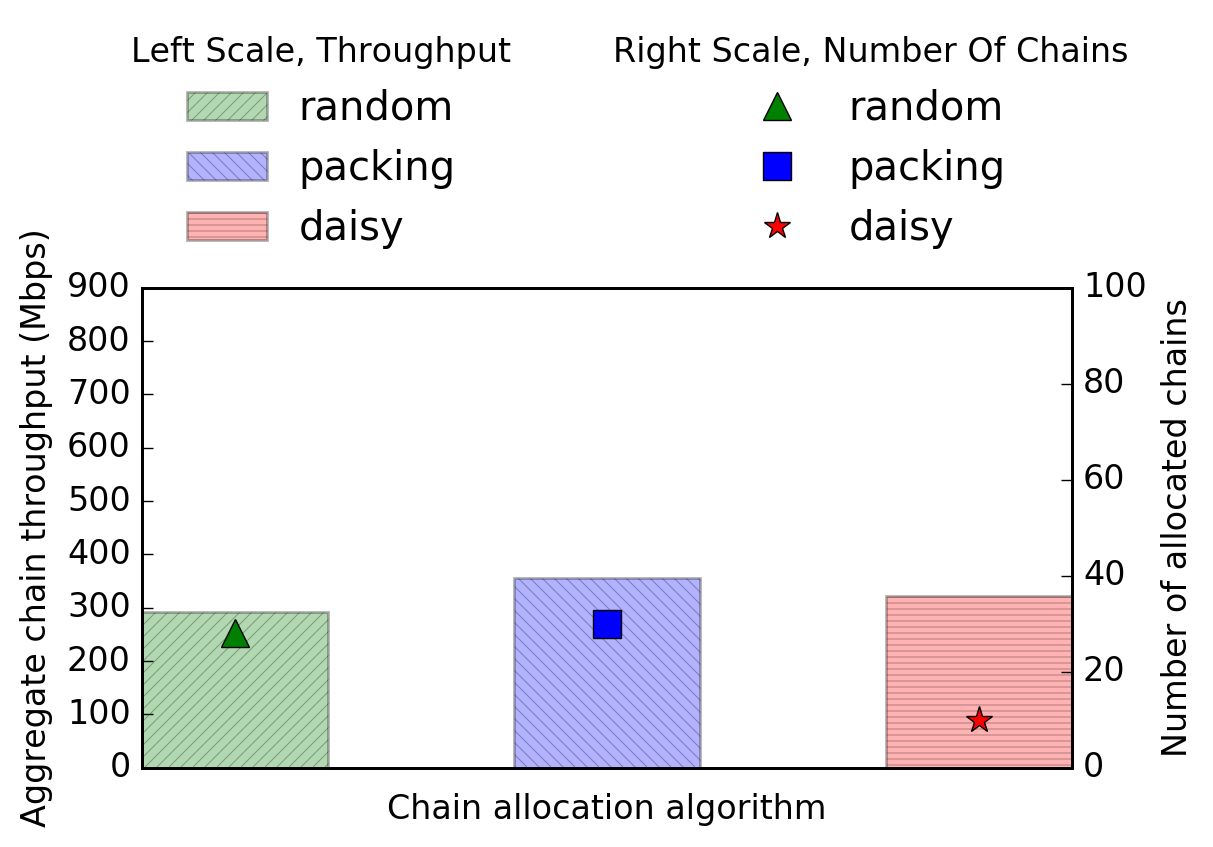 Left Scale, Throughput
random
packing
daisy
Right Scale, Number Of Chains
random
packing
daisy
Aggregate chain throughput (Mbps)
900
800
700
600
500
400
300
200
100
0
100
80
60
40
20
0
Number of allocated chains
Chain allocation algorithm